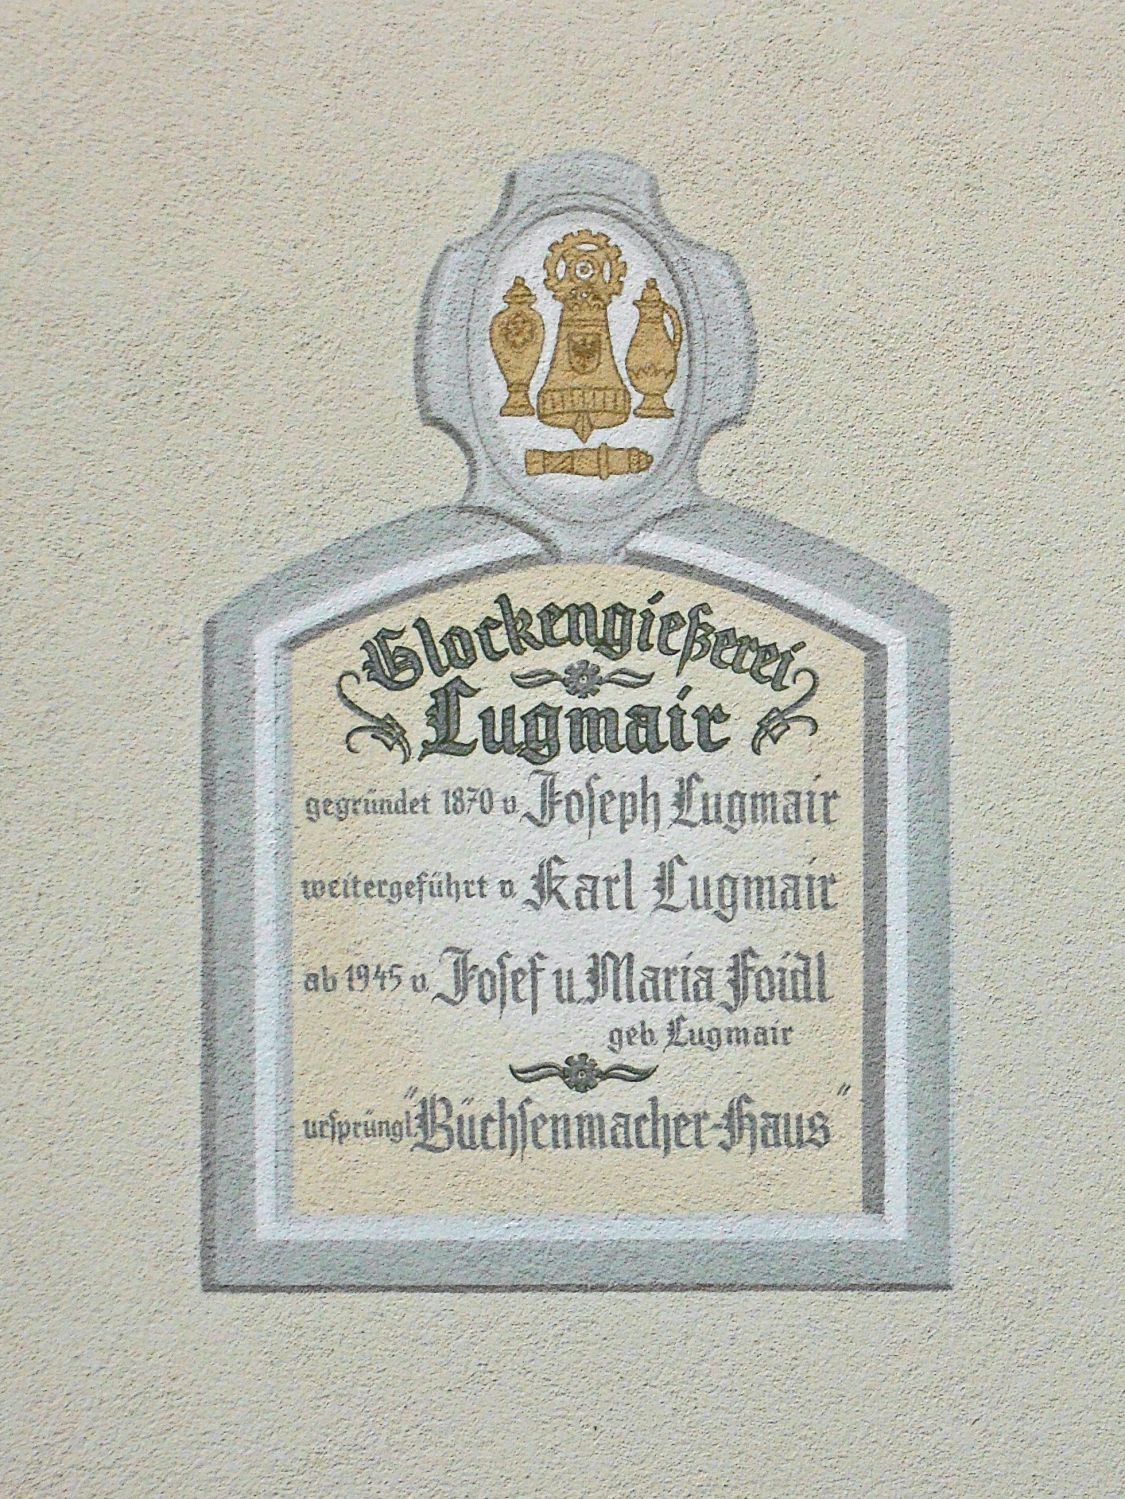 Glockengießerei
Lugmair
gegründet 1870 v. Joseph Lugmair
weitergeführt v. Karl Lugmair
ab 1945 v. Josef u. Maria Foidl
geb. Lugmair
ursprüngl. "Büchsenmacher-Haus"